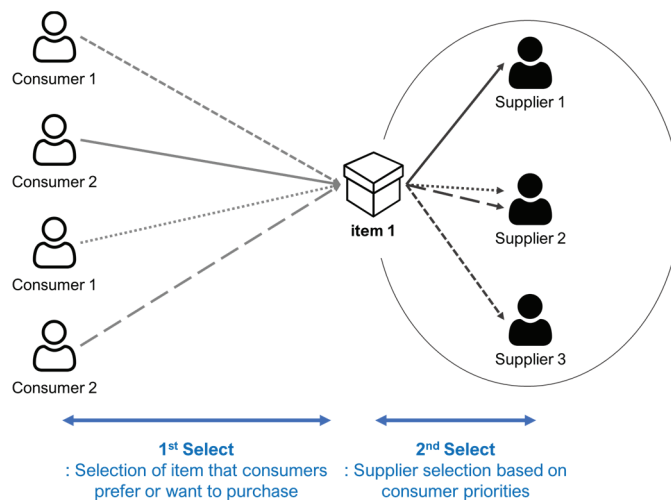 Consumer 1
Consumer 2
Consumer 1
Consumer 2
item 1
Supplier 1
Supplier 2
Supplier 3
1st Select
: Selection of item that consumers
prefer or want to purchase
2nd Select
: Supplier selection based on
consumer priorities